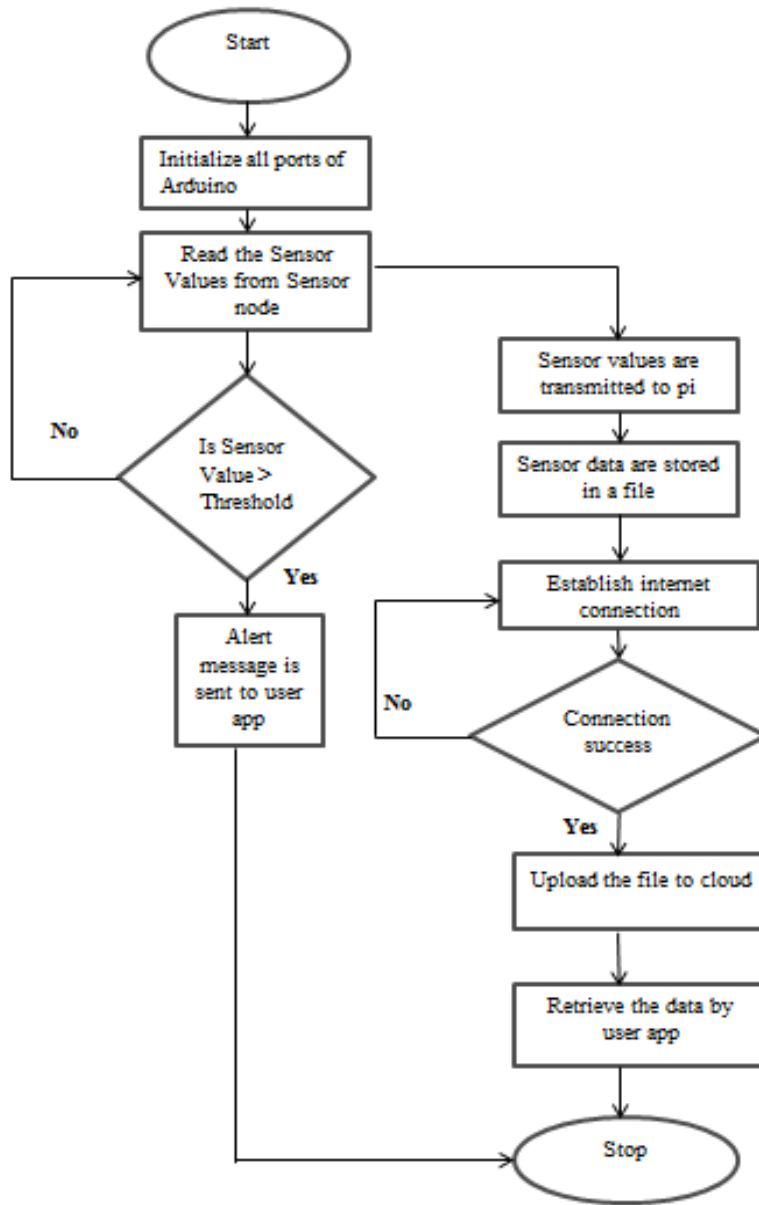 Start
Initialize all ports of
Arduino
Read the Sensor
Values from Sensor
node
No
Is Sensor
Value >
Threshold
Yes
Alert
message is
sent to user
app
Sensor values are
transmitted to pi
Sensor data are stored
in a file
Establish internet
connection
No
Connection
success
Yes
Upload the file to cloud
Retrieve the data by
user app
Stop